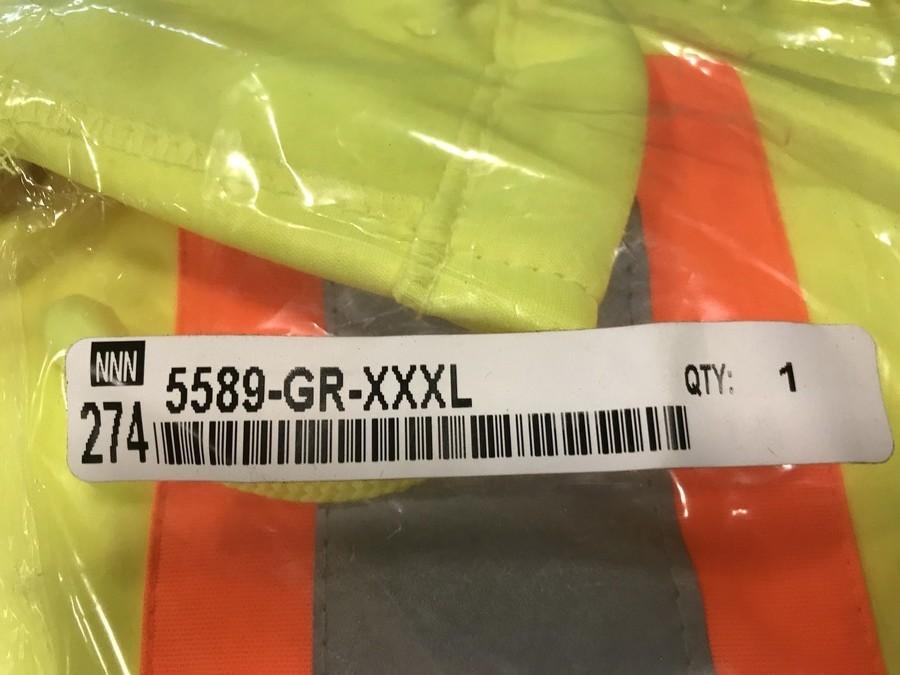 NNN
5589-GR-XXXL
QTY: 1
274